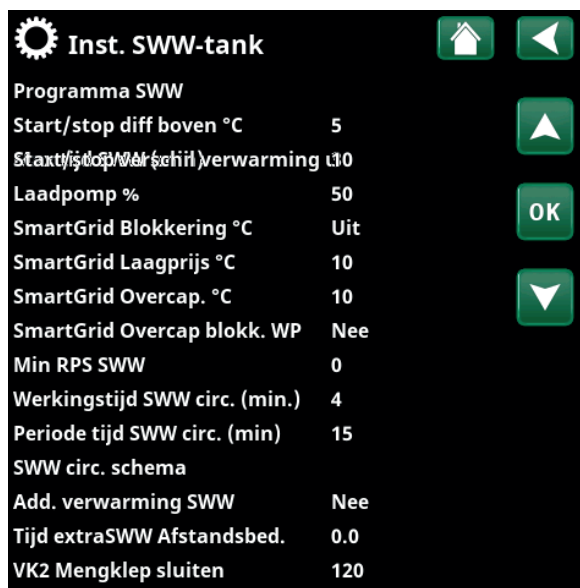 Inst. SWW-tank
Programma SWW
Start/stop diff boven °C 5
Laadpomp % 50
SmartGrid Blokkering °C Uit
SmartGrid Laagprijs °C 10
SmartGrid Overcap. °C 10
SmartGrid Overcap blokk. WP Nee
Min RPS SWW 0
Werkingstijd SWW circ. (min.) 4
Periode tijd SWW circ. (min) 15
SWW circ. schema
Add. verwarming SWW Nee
Tijd extraSWW Afstandsbed. 0.0
VK2 Mengklep sluiten 120
OK